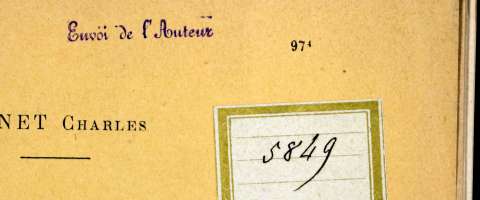 Envoi de l'Auteur
97⁴
NET CHARLES
5849